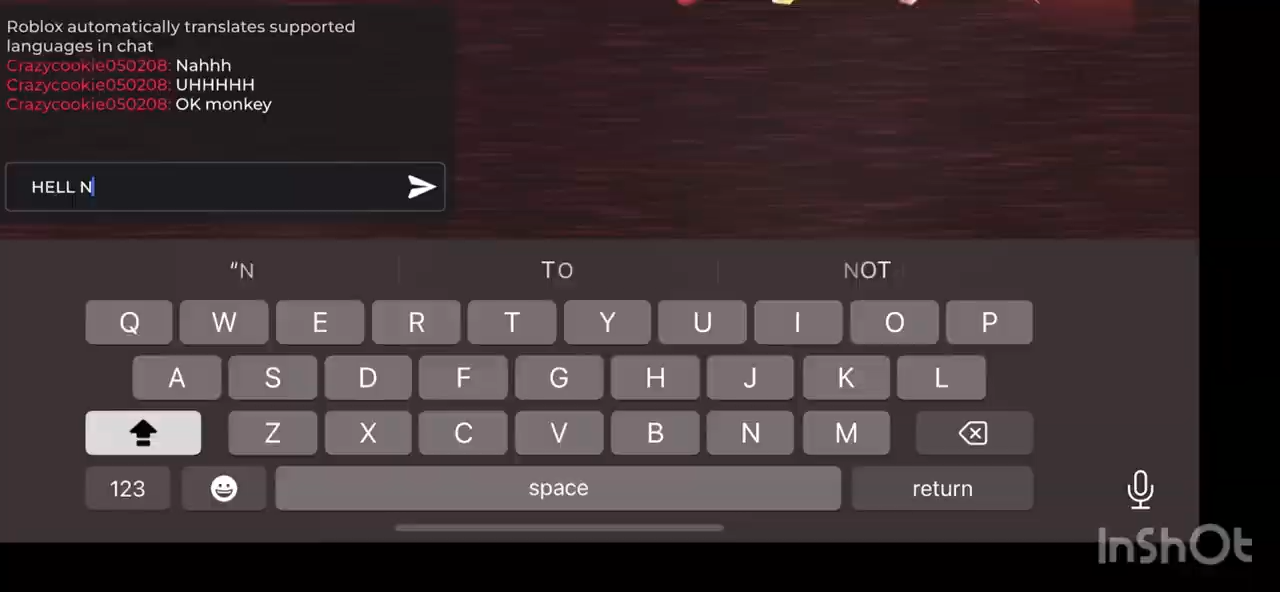 Roblox automatically translates supported
languages in chat
Crazycookie050208: Nahhh
Crazycookie050208: UHHHHH
Crazycookie050208: OK monkey
HELL N
"N TO NOT
Q W E R T Y U I O P
A S D F G H J K L
Z X C V B N M
123 space return
InShOt